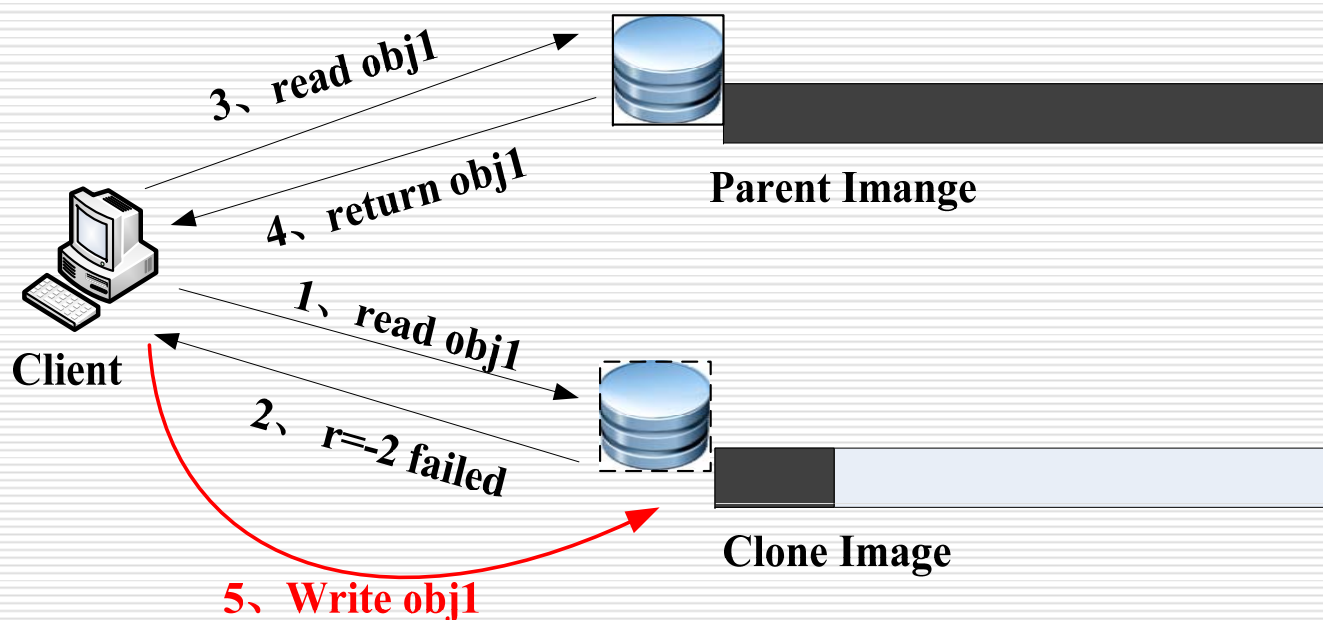 3、read obj1
Parent Imange
4、return obj1
1、read obj1
Client
2、 r=-2 failed
Clone Image
5、Write obj1